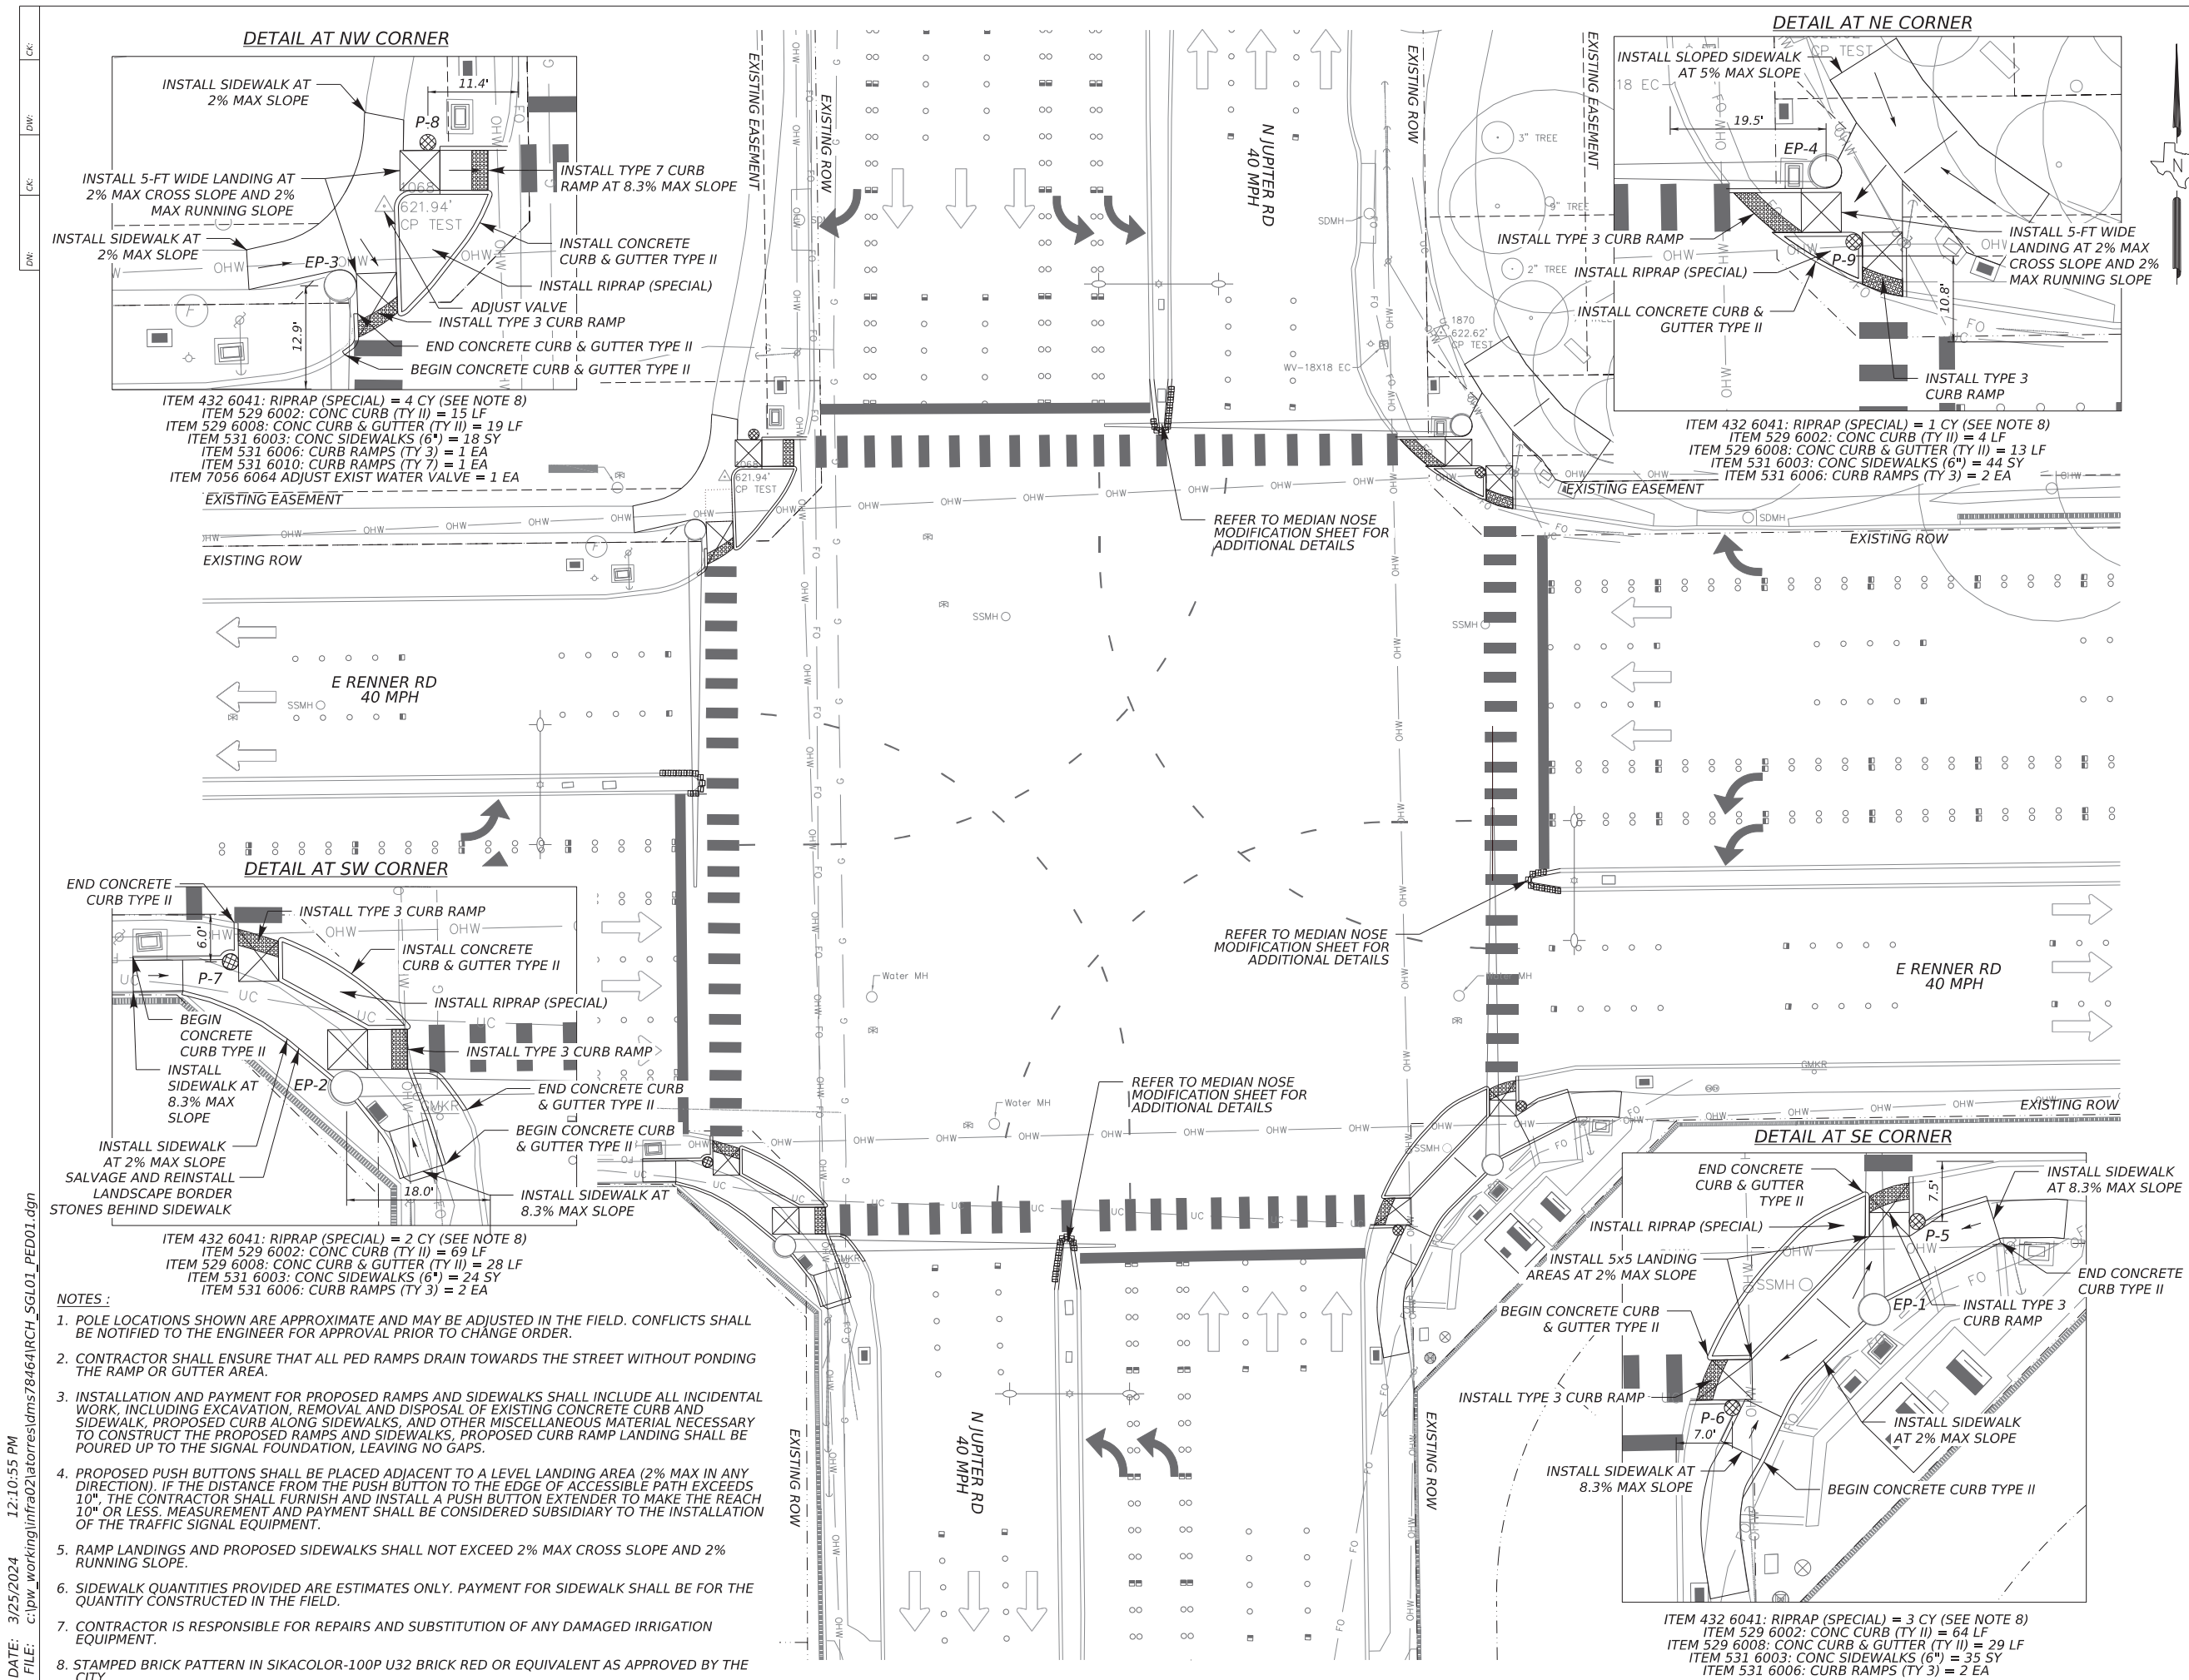 CK:
DW:
CK:
DN:
DATE: 3/25/2024 12:10:55 PM
FILE: c:\pw_working\infra02\atorres\dms78464\RCH_SGL01_PED01.dgn
DETAIL AT NW CORNER
INSTALL SIDEWALK AT
2% MAX SLOPE
11.4'
P-8
INSTALL 5-FT WIDE LANDING AT
2% MAX CROSS SLOPE AND 2%
MAX RUNNING SLOPE
INSTALL TYPE 7 CURB
RAMP AT 8.3% MAX SLOPE
1068
621.94'
CP TEST
INSTALL SIDEWALK AT
2% MAX SLOPE
EP-3
OHW
12.9'
INSTALL CONCRETE
CURB & GUTTER TYPE II
INSTALL RIPRAP (SPECIAL)
ADJUST VALVE
INSTALL TYPE 3 CURB RAMP
END CONCRETE CURB & GUTTER TYPE II
BEGIN CONCRETE CURB & GUTTER TYPE II
ITEM 432 6041: RIPRAP (SPECIAL) = 4 CY (SEE NOTE 8)
ITEM 529 6002: CONC CURB (TY II) = 15 LF
ITEM 529 6008: CONC CURB & GUTTER (TY II) = 19 LF
ITEM 531 6003: CONC SIDEWALKS (6") = 18 SY
ITEM 531 6006: CURB RAMPS (TY 3) = 1 EA
ITEM 531 6010: CURB RAMPS (TY 7) = 1 EA
ITEM 7056 6064 ADJUST EXIST WATER VALVE = 1 EA
EXISTING EASEMENT
EXISTING ROW
EXISTING EASEMENT
EXISTING ROW
N JUPITER RD
40 MPH
EXISTING ROW
EXISTING EASEMENT
3" TREE
9" TREE
2" TREE
SDMH
1870
622.62'
CP TEST
WV-18X18 EC
621.94'
CP TEST
DETAIL AT NE CORNER
INSTALL SLOPED SIDEWALK
AT 5% MAX SLOPE
CP TEST
18 EC
19.5'
EP-4
INSTALL TYPE 3 CURB RAMP
P-9
INSTALL RIPRAP (SPECIAL)
INSTALL CONCRETE CURB &
GUTTER TYPE II
INSTALL 5-FT WIDE
LANDING AT 2% MAX
CROSS SLOPE AND 2%
MAX RUNNING SLOPE
10.8'
INSTALL TYPE 3
CURB RAMP
N
ITEM 432 6041: RIPRAP (SPECIAL) = 1 CY (SEE NOTE 8)
ITEM 529 6002: CONC CURB (TY II) = 4 LF
ITEM 529 6008: CONC CURB & GUTTER (TY II) = 13 LF
ITEM 531 6003: CONC SIDEWALKS (6") = 44 SY
ITEM 531 6006: CURB RAMPS (TY 3) = 2 EA
EXISTING EASEMENT
SDMH
EXISTING ROW
REFER TO MEDIAN NOSE
MODIFICATION SHEET FOR
ADDITIONAL DETAILS
SSMH
SSMH
E RENNER RD
40 MPH
SSMH
REFER TO MEDIAN NOSE
MODIFICATION SHEET FOR
ADDITIONAL DETAILS
Water MH
Water MH
Water MH
E RENNER RD
40 MPH
REFER TO MEDIAN NOSE
MODIFICATION SHEET FOR
ADDITIONAL DETAILS
GMKR
EXISTING ROW
SSMH
GMKR
DETAIL AT SW CORNER
END CONCRETE
CURB TYPE II
INSTALL TYPE 3 CURB RAMP
6.0'
INSTALL CONCRETE
CURB & GUTTER TYPE II
P-7
INSTALL RIPRAP (SPECIAL)
BEGIN
CONCRETE
CURB TYPE II
INSTALL TYPE 3 CURB RAMP
INSTALL
SIDEWALK AT
8.3% MAX
SLOPE
EP-2
GMKR
END CONCRETE CURB
& GUTTER TYPE II
BEGIN CONCRETE CURB
& GUTTER TYPE II
INSTALL SIDEWALK
AT 2% MAX SLOPE
SALVAGE AND REINSTALL
LANDSCAPE BORDER
STONES BEHIND SIDEWALK
18.0'
INSTALL SIDEWALK AT
8.3% MAX SLOPE
ITEM 432 6041: RIPRAP (SPECIAL) = 2 CY (SEE NOTE 8)
ITEM 529 6002: CONC CURB (TY II) = 69 LF
ITEM 529 6008: CONC CURB & GUTTER (TY II) = 28 LF
ITEM 531 6003: CONC SIDEWALKS (6") = 24 SY
ITEM 531 6006: CURB RAMPS (TY 3) = 2 EA
NOTES :
1. POLE LOCATIONS SHOWN ARE APPROXIMATE AND MAY BE ADJUSTED IN THE FIELD. CONFLICTS SHALL
BE NOTIFIED TO THE ENGINEER FOR APPROVAL PRIOR TO CHANGE ORDER.
2. CONTRACTOR SHALL ENSURE THAT ALL PED RAMPS DRAIN TOWARDS THE STREET WITHOUT PONDING
THE RAMP OR GUTTER AREA.
3. INSTALLATION AND PAYMENT FOR PROPOSED RAMPS AND SIDEWALKS SHALL INCLUDE ALL INCIDENTAL
WORK, INCLUDING EXCAVATION, REMOVAL AND DISPOSAL OF EXISTING CONCRETE CURB AND
SIDEWALK, PROPOSED CURB ALONG SIDEWALKS, AND OTHER MISCELLANEOUS MATERIAL NECESSARY
TO CONSTRUCT THE PROPOSED RAMPS AND SIDEWALKS, PROPOSED CURB RAMP LANDING SHALL BE
POURED UP TO THE SIGNAL FOUNDATION, LEAVING NO GAPS.
4. PROPOSED PUSH BUTTONS SHALL BE PLACED ADJACENT TO A LEVEL LANDING AREA (2% MAX IN ANY
DIRECTION). IF THE DISTANCE FROM THE PUSH BUTTON TO THE EDGE OF ACCESSIBLE PATH EXCEEDS
10", THE CONTRACTOR SHALL FURNISH AND INSTALL A PUSH BUTTON EXTENDER TO MAKE THE REACH
10" OR LESS. MEASUREMENT AND PAYMENT SHALL BE CONSIDERED SUBSIDIARY TO THE INSTALLATION
OF THE TRAFFIC SIGNAL EQUIPMENT.
5. RAMP LANDINGS AND PROPOSED SIDEWALKS SHALL NOT EXCEED 2% MAX CROSS SLOPE AND 2%
RUNNING SLOPE.
6. SIDEWALK QUANTITIES PROVIDED ARE ESTIMATES ONLY. PAYMENT FOR SIDEWALK SHALL BE FOR THE
QUANTITY CONSTRUCTED IN THE FIELD.
7. CONTRACTOR IS RESPONSIBLE FOR REPAIRS AND SUBSTITUTION OF ANY DAMAGED IRRIGATION
EQUIPMENT.
8. STAMPED BRICK PATTERN IN SIKACOLOR-100P U32 BRICK RED OR EQUIVALENT AS APPROVED BY THE
CITY.
EXISTING ROW
N JUPITER RD
40 MPH
EXISTING ROW
DETAIL AT SE CORNER
END CONCRETE
CURB & GUTTER
TYPE II
7.5'
INSTALL SIDEWALK
AT 8.3% MAX SLOPE
INSTALL RIPRAP (SPECIAL)
P-5
INSTALL 5x5 LANDING
AREAS AT 2% MAX SLOPE
SSMH
END CONCRETE
CURB TYPE II
EP-1
BEGIN CONCRETE CURB
& GUTTER TYPE II
INSTALL TYPE 3
CURB RAMP
INSTALL TYPE 3 CURB RAMP
P-6
7.0'
INSTALL SIDEWALK
AT 2% MAX SLOPE
INSTALL SIDEWALK AT
8.3% MAX SLOPE
BEGIN CONCRETE CURB TYPE II
ITEM 432 6041: RIPRAP (SPECIAL) = 3 CY (SEE NOTE 8)
ITEM 529 6002: CONC CURB (TY II) = 64 LF
ITEM 529 6008: CONC CURB & GUTTER (TY II) = 29 LF
ITEM 531 6003: CONC SIDEWALKS (6") = 35 SY
ITEM 531 6006: CURB RAMPS (TY 3) = 2 EA